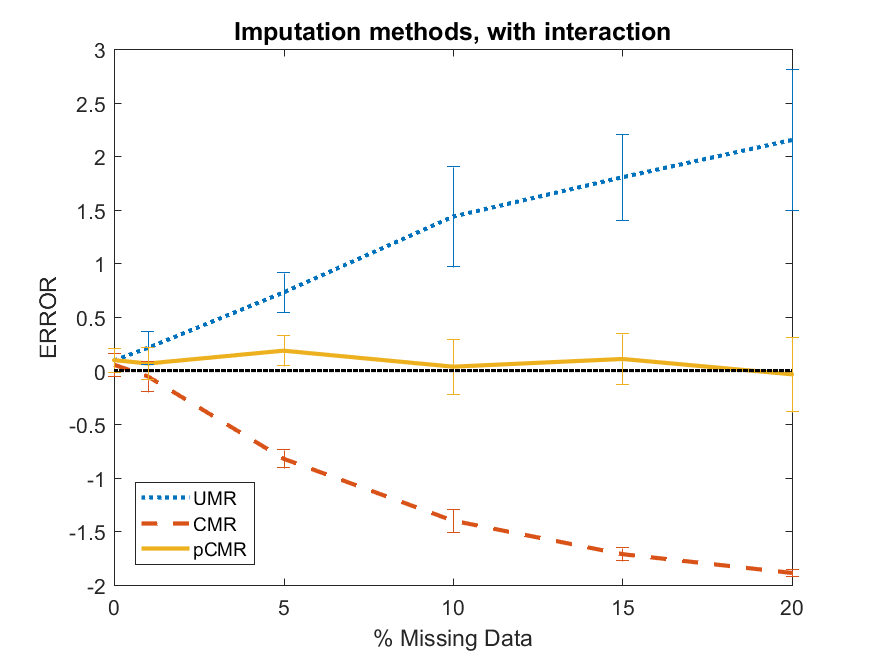 Imputation methods, with interaction
3
2.5
2
1.5
1
0.5
0
-0.5
-1
-1.5
-2
ERROR
UMR
CMR
pCMR
0 5 10 15 20
% Missing Data